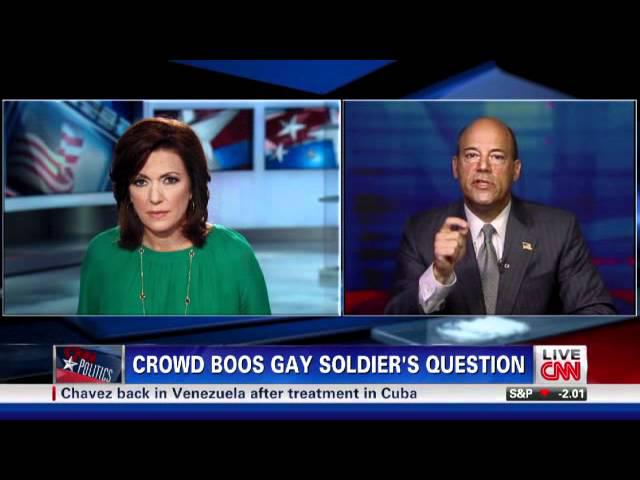 CNN POLITICS
CROWD BOOS GAY SOLDIER'S QUESTION
LIVE
CNN
Chavez back in Venezuela after treatment in Cuba
S&P -2.01